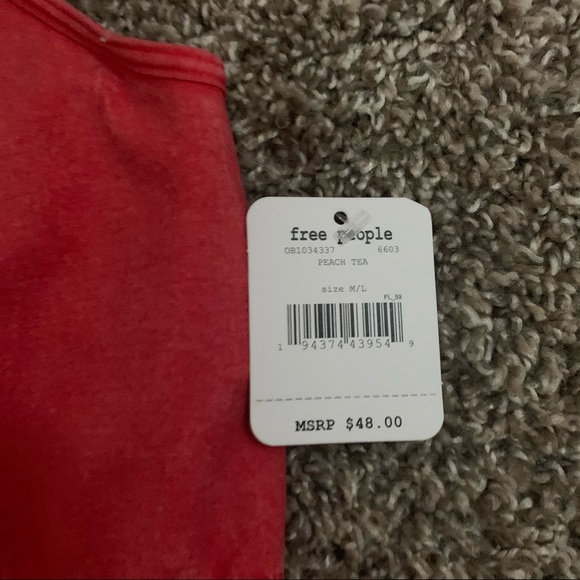 free people
OB1034337 6603
PEACH TEA
size M/L
FL_59
1 94374 43954 9
MSRP $48.00